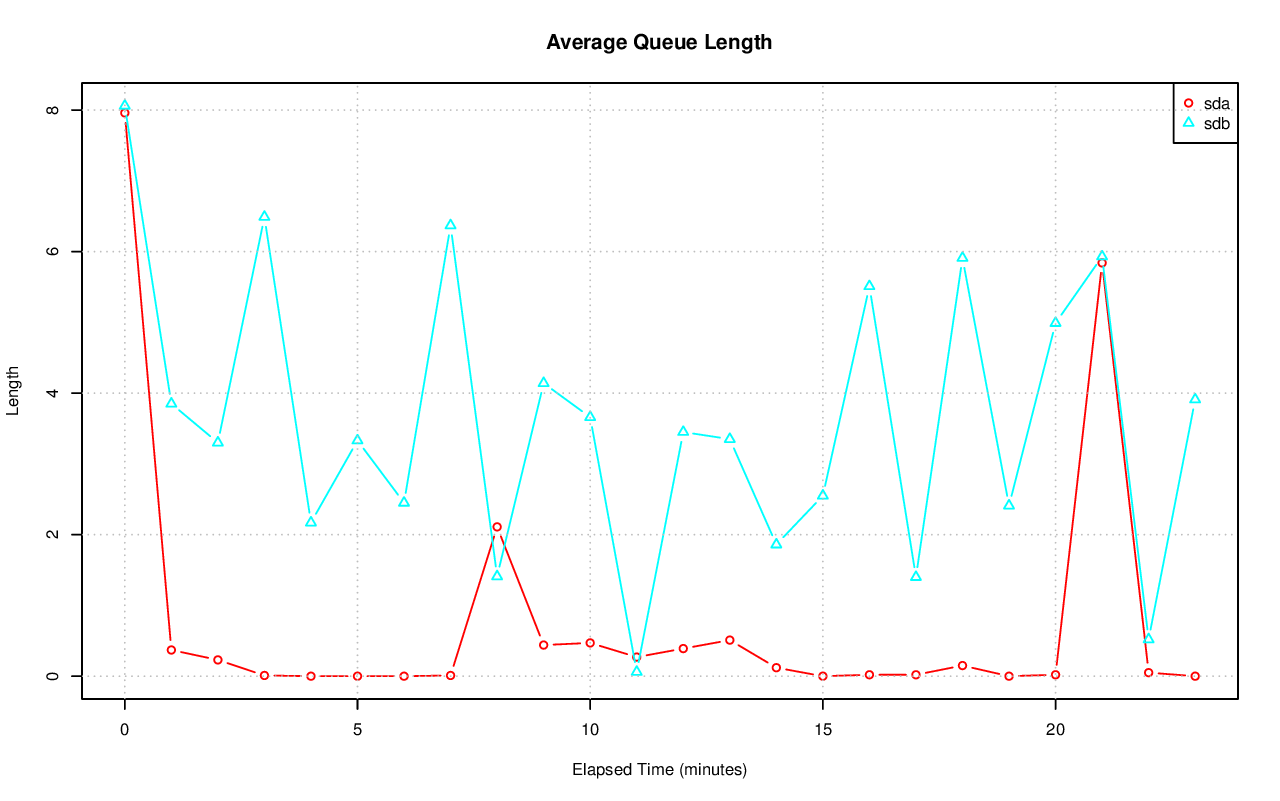 Average Queue Length
sda
sdb
Length
8
6
4
2
0
0 5 10 15 20
Elapsed Time (minutes)